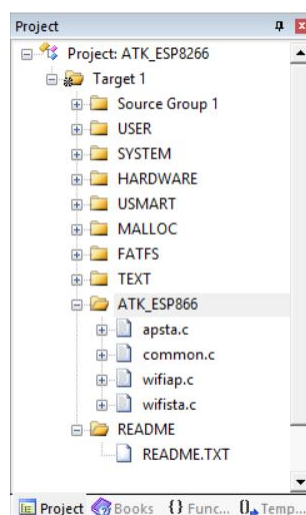 Project
Project: ATK_ESP8266
Target 1
Source Group 1
USER
SYSTEM
HARDWARE
USMART
MALLOC
FATFS
TEXT
ATK_ESP866
apsta.c
common.c
wifiap.c
wifista.c
README
README.TXT
Project Books {} Func... 0 Temp...